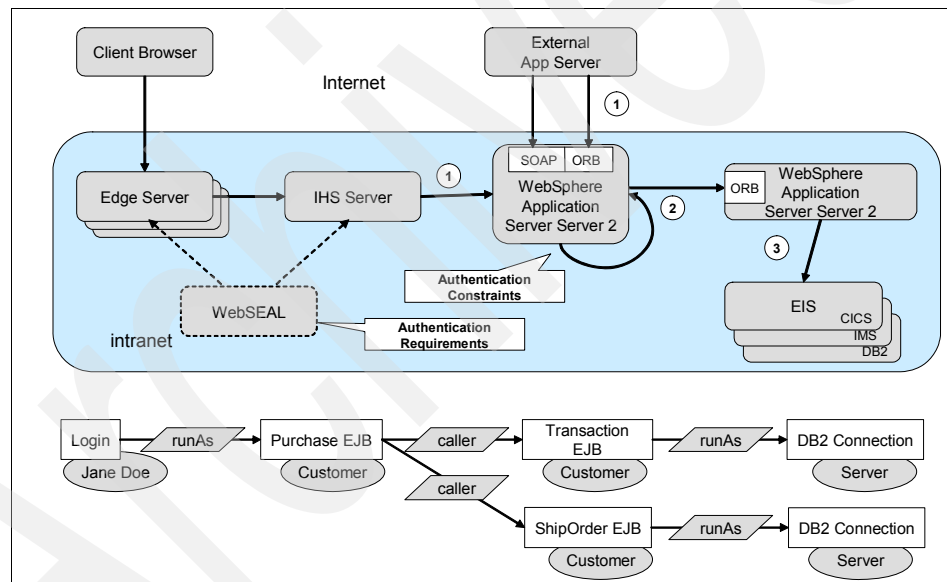 Client Browser
External
App Server
Internet
1
SOAP
ORB
Edge Server
IHS Server
1
WebSphere
Application
Server Server 2
2
ORB
WebSphere
Application
Server Server 2
3
Authentication
Constraints
WebSEAL
Authentication
Requirements
intranet
EIS
CICS
IMS
DB2
Login
runAs
Purchase EJB
caller
Transaction
EJB
runAs
DB2 Connection
Jane Doe
Customer
Customer
Server
caller
ShipOrder EJB
runAs
DB2 Connection
Customer
Server